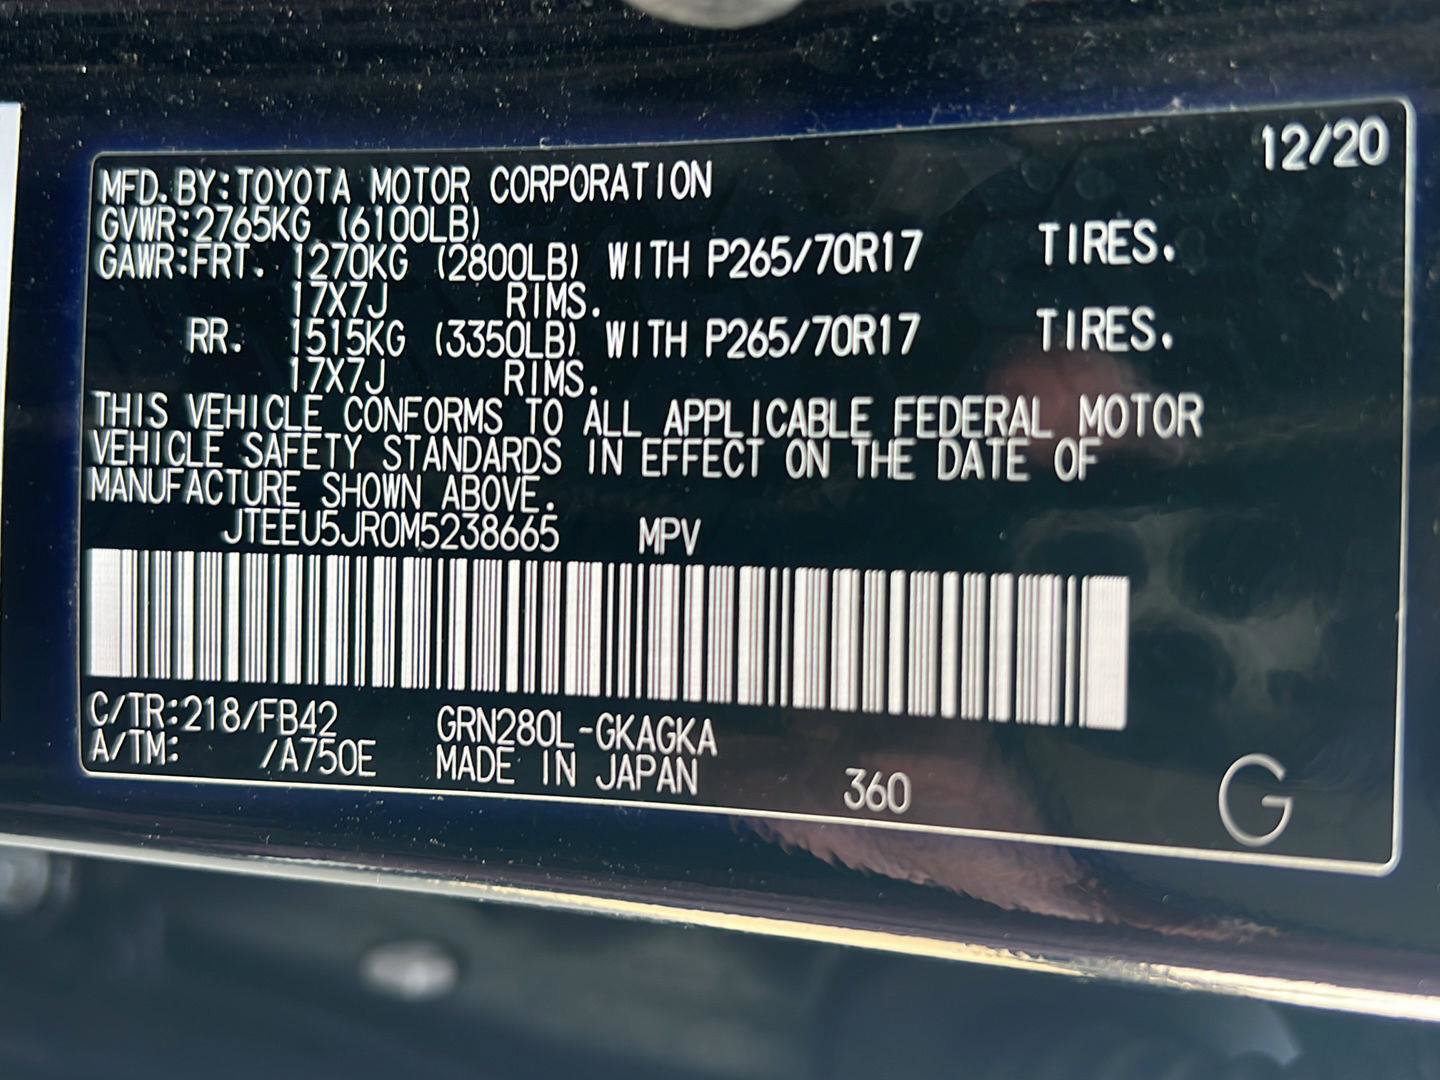 12/20
MFD.BY:TOYOTA MOTOR CORPORATION
GVWR:2765KG (6100LB)
GAWR:FRT. 1270KG (2800LB) WITH P265/70R17 TIRES.
17X7J RIMS.
RR. 1515KG (3350LB) WITH P265/70R17 TIRES.
17X7J RIMS.
THIS VEHICLE CONFORMS TO ALL APPLICABLE FEDERAL MOTOR
VEHICLE SAFETY STANDARDS IN EFFECT ON THE DATE OF
MANUFACTURE SHOWN ABOVE.
JTEEU5JR0M5238665 MPV
C/TR:218/FB42 GRN280L-GKAGKA
A/TM: /A750E MADE IN JAPAN 360 G